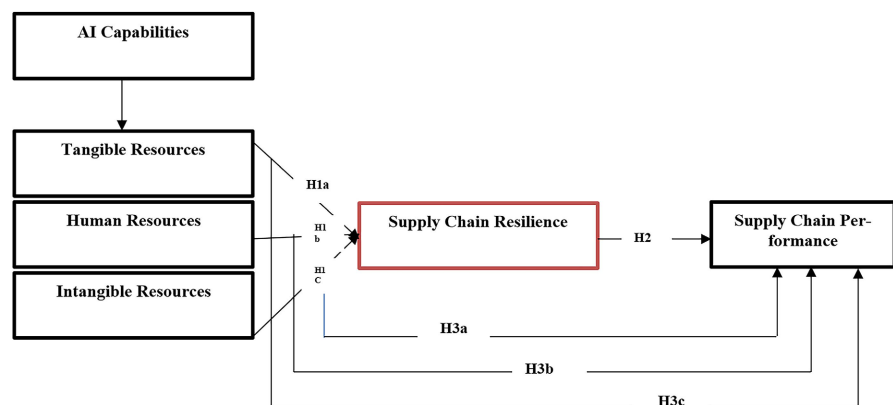 AI Capabilities
Tangible Resources
H1a
Human Resources
H1
b
Supply Chain Resilience
H2
Supply Chain Per-
formance
H1
C
Intangible Resources
H3a
H3b
H3c